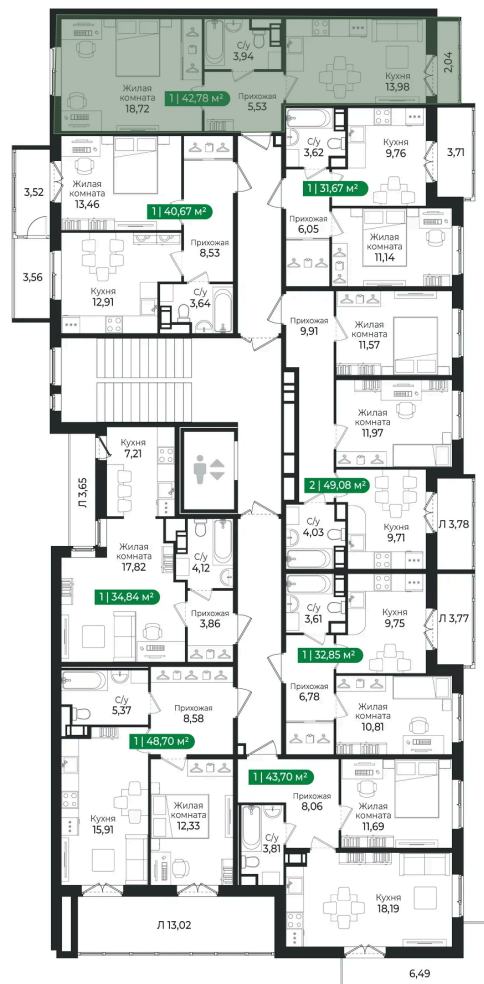 С/у
3,94
Жилая
комната
18,72
1 | 42,78 м²
Прихожая
5,53
Кухня
13,98
2,04
С/у
3,62
Кухня
9,76
3,71
3,52
Жилая
комната
13,46
1 | 40,67 м²
1 | 31,67 м²
6,05
Жилая
комната
11,14
Прихожая
8,53
3,56
Кухня
12,91
С/у
3,64
Прихожая
9,91
Жилая
комната
11,57
Жилая
комната
11,97
Кухня
7,21
Л 3,65
2 | 49,08 м²
С/у
4,03
Кухня
9,71
Л 3,78
17,82
С/у
4,12
1 | 34,84 м²
Прихожая
3,86
С/у
3,61
Кухня
9,75
Л 3,77
1 | 32,85 м²
Прихожая
6,78
Жилая
комната
10,81
С/у
5,37
Прихожая
8,58
1 | 48,70 м²
1 | 43,70 м²
Прихожая
8,06
Жилая
комната
11,69
Кухня
15,91
Жилая
комната
12,33
С/у
3,81
Кухня
18,19
Л 13,02
6,49